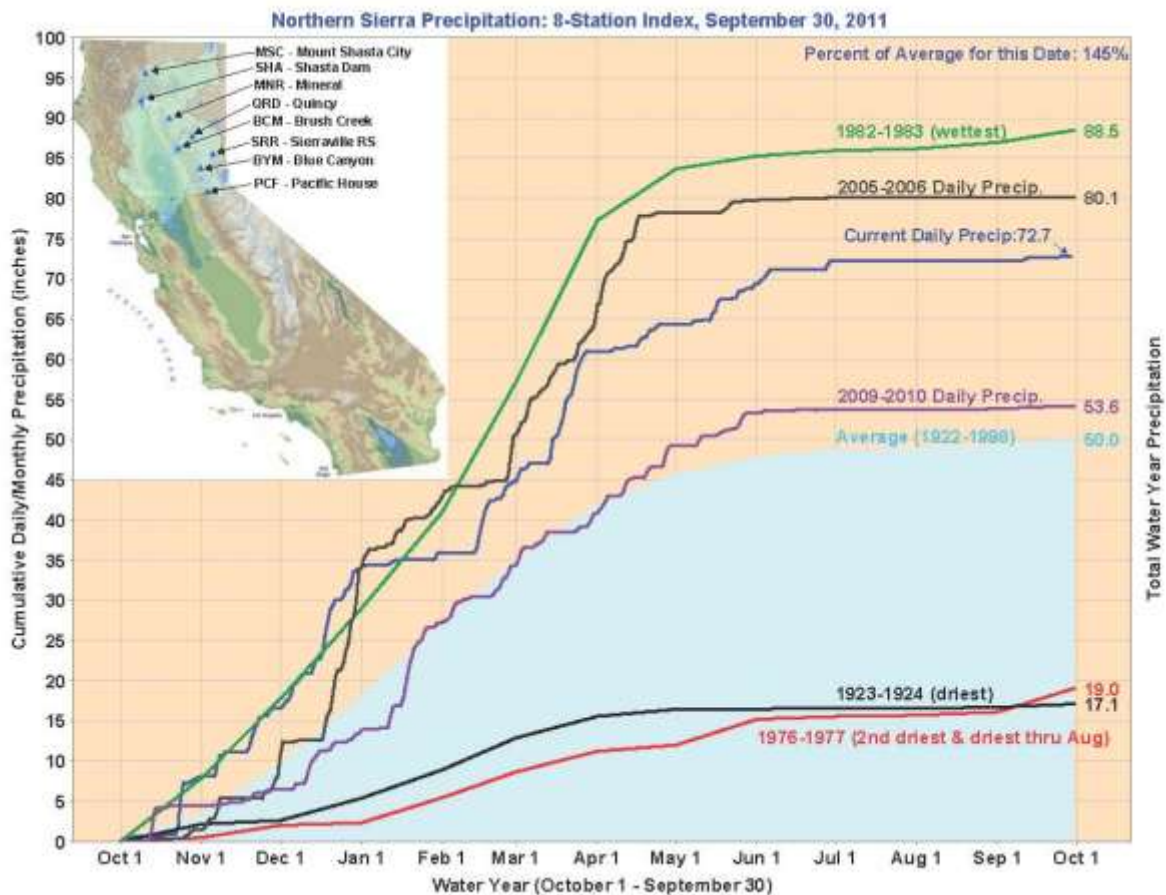 Northern Sierra Precipitation: 8-Station Index, September 30, 2011
Percent of Average for this Date: 145%
MSC - Mount Shasta City
SHA - Shasta Dam
MNR - Mineral
QRD - Quincy
BCM - Brush Creek
SRR - Sierraville RS
BYM - Blue Canyon
PCF - Pacific House
1982-1983 (wettest)
88.5
2005-2006 Daily Precip.
80.1
Current Daily Precip:72.7
2009-2010 Daily Precip.
53.6
Average (1922-1998)
50.0
1923-1924 (driest)
19.0
17.1
1976-1977 (2nd driest & driest thru Aug)
Cumulative Daily/Monthly Precipitation (inches)
100
95
90
85
80
75
70
65
60
55
50
45
40
35
30
25
20
15
10
5
0
Total Water Year Precipitation
Oct 1 Nov 1 Dec 1 Jan 1 Feb 1 Mar 1 Apr 1 May 1 Jun 1 Jul 1 Aug 1 Sep 1 Oct 1
Water Year (October 1 - September 30)